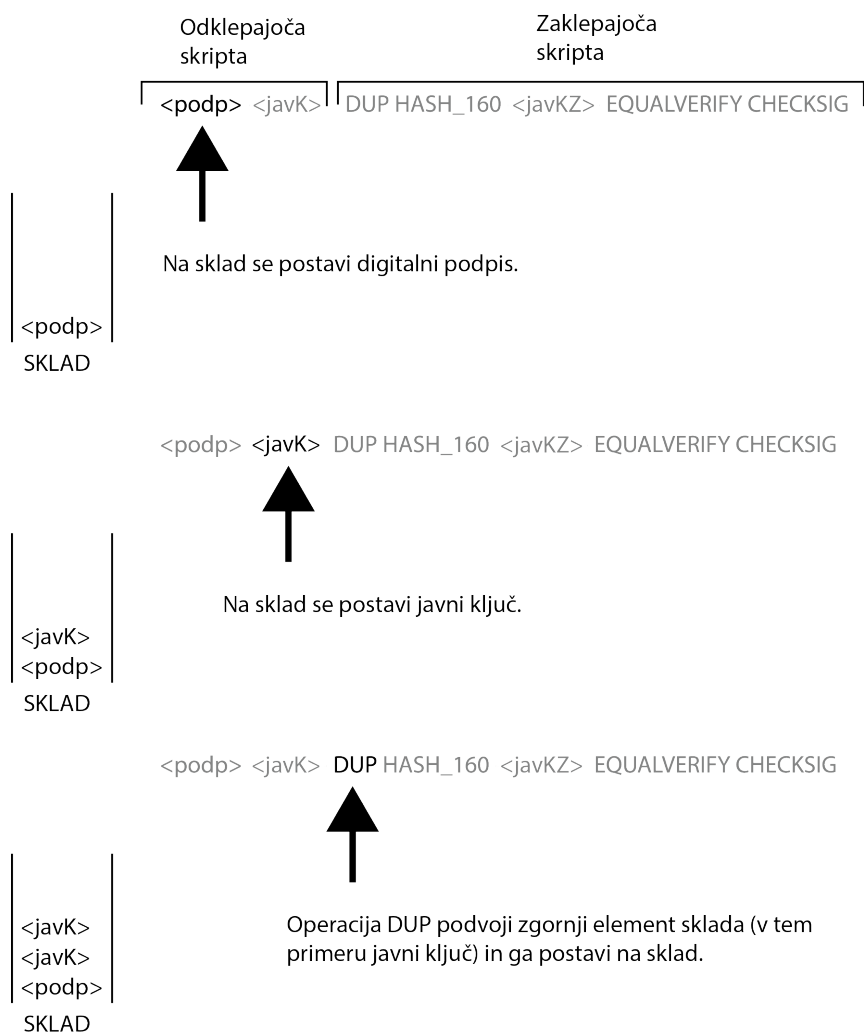 Odklepajoča
skripta
Zaklepajoča
skripta
<podp> <javK> DUP HASH_160 <javKZ> EQUALVERIFY CHECKSIG
Na sklad se postavi digitalni podpis.
<podp>
SKLAD
<podp> <javK> DUP HASH_160 <javKZ> EQUALVERIFY CHECKSIG
Na sklad se postavi javni ključ.
<javK>
<podp>
SKLAD
<podp> <javK> DUP HASH_160 <javKZ> EQUALVERIFY CHECKSIG
Operacija DUP podvoji zgornji element sklada (v tem
primeru javni ključ) in ga postavi na sklad.
<javK>
<javK>
<podp>
SKLAD